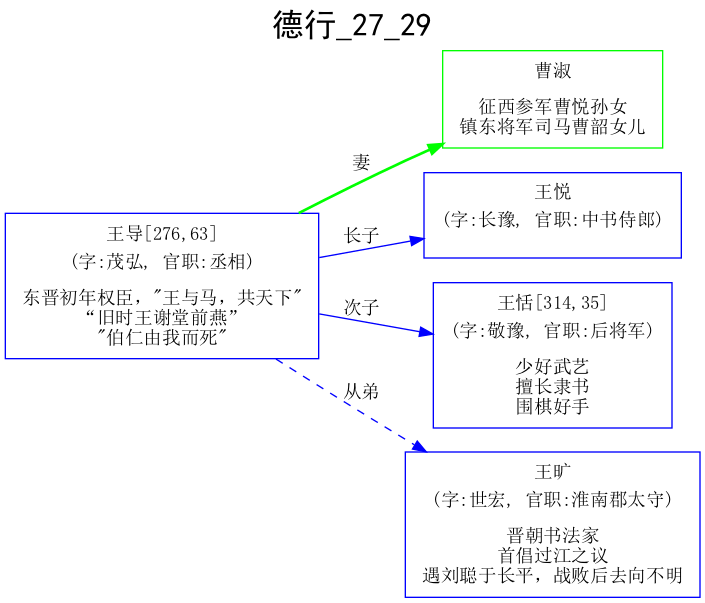 德行_27_29
曹淑
征西参军曹悦孙女
镇东将军司马曹韶女儿
妻
王悦
(字:长豫, 官职:中书侍郎)
王导[276,63]
(字:茂弘, 官职:丞相)
东晋初年权臣，"王与马，共天下"
“旧时王谢堂前燕”
"伯仁由我而死"
长子
次子
王恬[314,35]
(字:敬豫, 官职:后将军)
少好武艺
擅长隶书
围棋好手
从弟
王旷
(字:世宏, 官职:淮南郡太守)
晋朝书法家
首倡过江之议
遇刘聪于长平，战败后去向不明